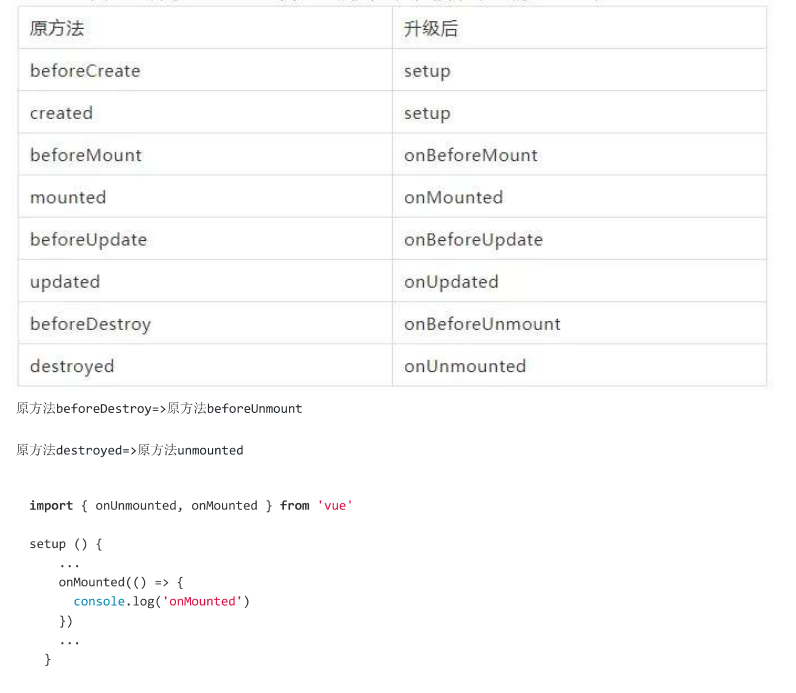 原方法 升级后
beforeCreate setup
created setup
beforeMount onBeforeMount
mounted onMounted
beforeUpdate onBeforeUpdate
updated onUpdated
beforeDestroy onBeforeUnmount
destroyed onUnmounted
原方法beforeDestroy=>原方法beforeUnmount
原方法destroyed=>原方法unmounted
import { onUnmounted, onMounted } from 'vue'
setup () {
...
onMounted(() => {
console.log('onMounted')
})
...
}